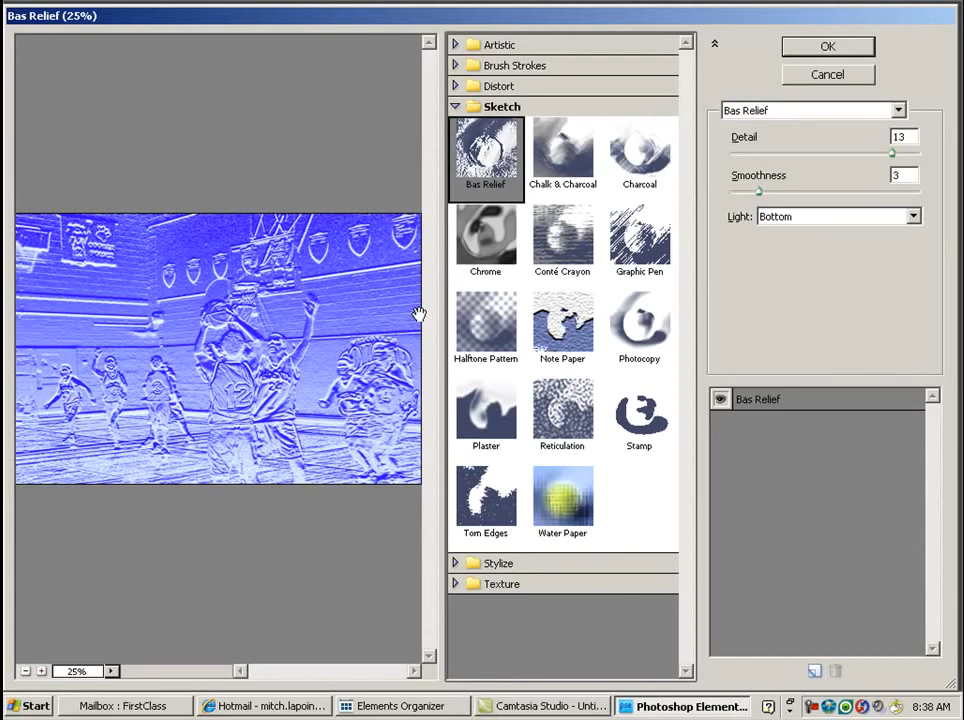 Bas Relief (25%)
Artistic
Brush Strokes
Distort
Sketch
Bas Relief
Chalk & Charcoal
Charcoal
Chrome
Conté Crayon
Graphic Pen
Halftone Pattern
Note Paper
Photocopy
Plaster
Reticulation
Stamp
Torn Edges
Water Paper
Stylize
Texture
OK
Cancel
Bas Relief
Detail 13
Smoothness 3
Light: Bottom
Bas Relief
12
25%
Start
Mailbox : FirstClass
Hotmail - mitch.lapoin...
Elements Organizer
Camtasia Studio - Unti...
Photoshop Element...
8:38 AM